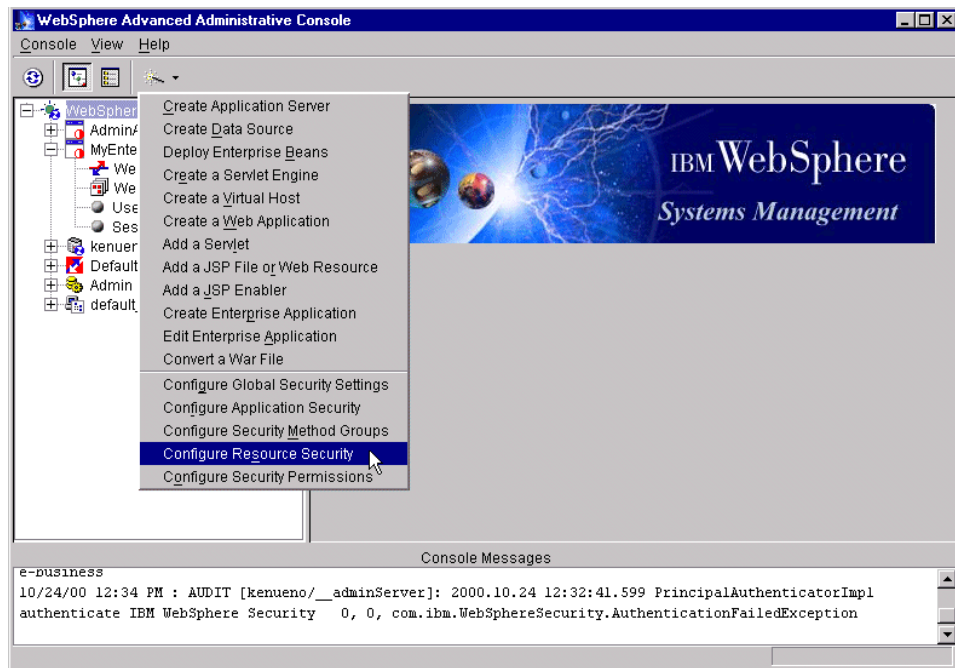 WebSphere Advanced Administrative Console
Console View Help
WebSpher
AdminA
MyEnte
We
We
Use
Ses
kenuer
Default
Admin
default_
Create Application Server
Create Data Source
Deploy Enterprise Beans
Create a Servlet Engine
Create a Virtual Host
Create a Web Application
Add a Servlet
Add a JSP File or Web Resource
Add a JSP Enabler
Create Enterprise Application
Edit Enterprise Application
Convert a War File
Configure Global Security Settings
Configure Application Security
Configure Security Method Groups
Configure Resource Security
Configure Security Permissions
IBM WebSphere
Systems Management
Console Messages
e-business
10/24/00 12:34 PM : AUDIT [kenueno/__adminServer]: 2000.10.24 12:32:41.599 PrincipalAuthenticatorImpl
authenticate IBM WebSphere Security 0, 0, com.ibm.WebSphereSecurity.AuthenticationFailedException